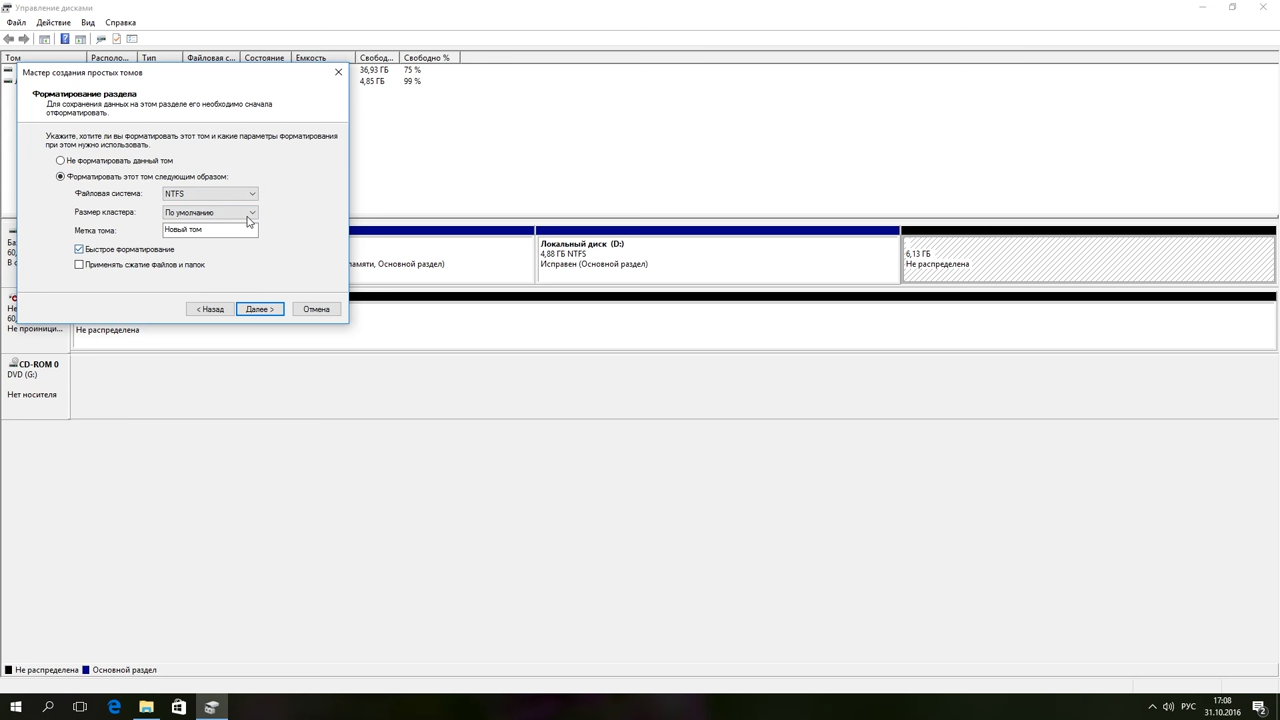 Управление дисками
Файл Действие Вид Справка
Том Располо... Тип Файловая с... Состояние Емкость Свобод... Свободно %
36,93 ГБ 75 %
4,85 ГБ 99 %
Мастер создания простых томов
Форматирование раздела
Для сохранения данных на этом разделе его необходимо сначала
отформатировать.
Укажите, хотите ли вы форматировать этот том и какие параметры форматирования
при этом нужно использовать.
Не форматировать данный том
Форматировать этот том следующим образом:
Файловая система: NTFS
Размер кластера: По умолчанию
Метка тома: Новый том
Быстрое форматирование
Применять сжатие файлов и папок
< Назад Далее > Отмена
Ба
60,
В с
памяти, Основной раздел)
Локальный диск (D:)
4,88 ГБ NTFS
Исправен (Основной раздел)
6,13 ГБ
Не распределена
Не
60,
Не проиници...
Не распределена
CD-ROM 0
DVD (G:)
Нет носителя
Не распределена Основной раздел
РУС
17:08
31.10.2016
2